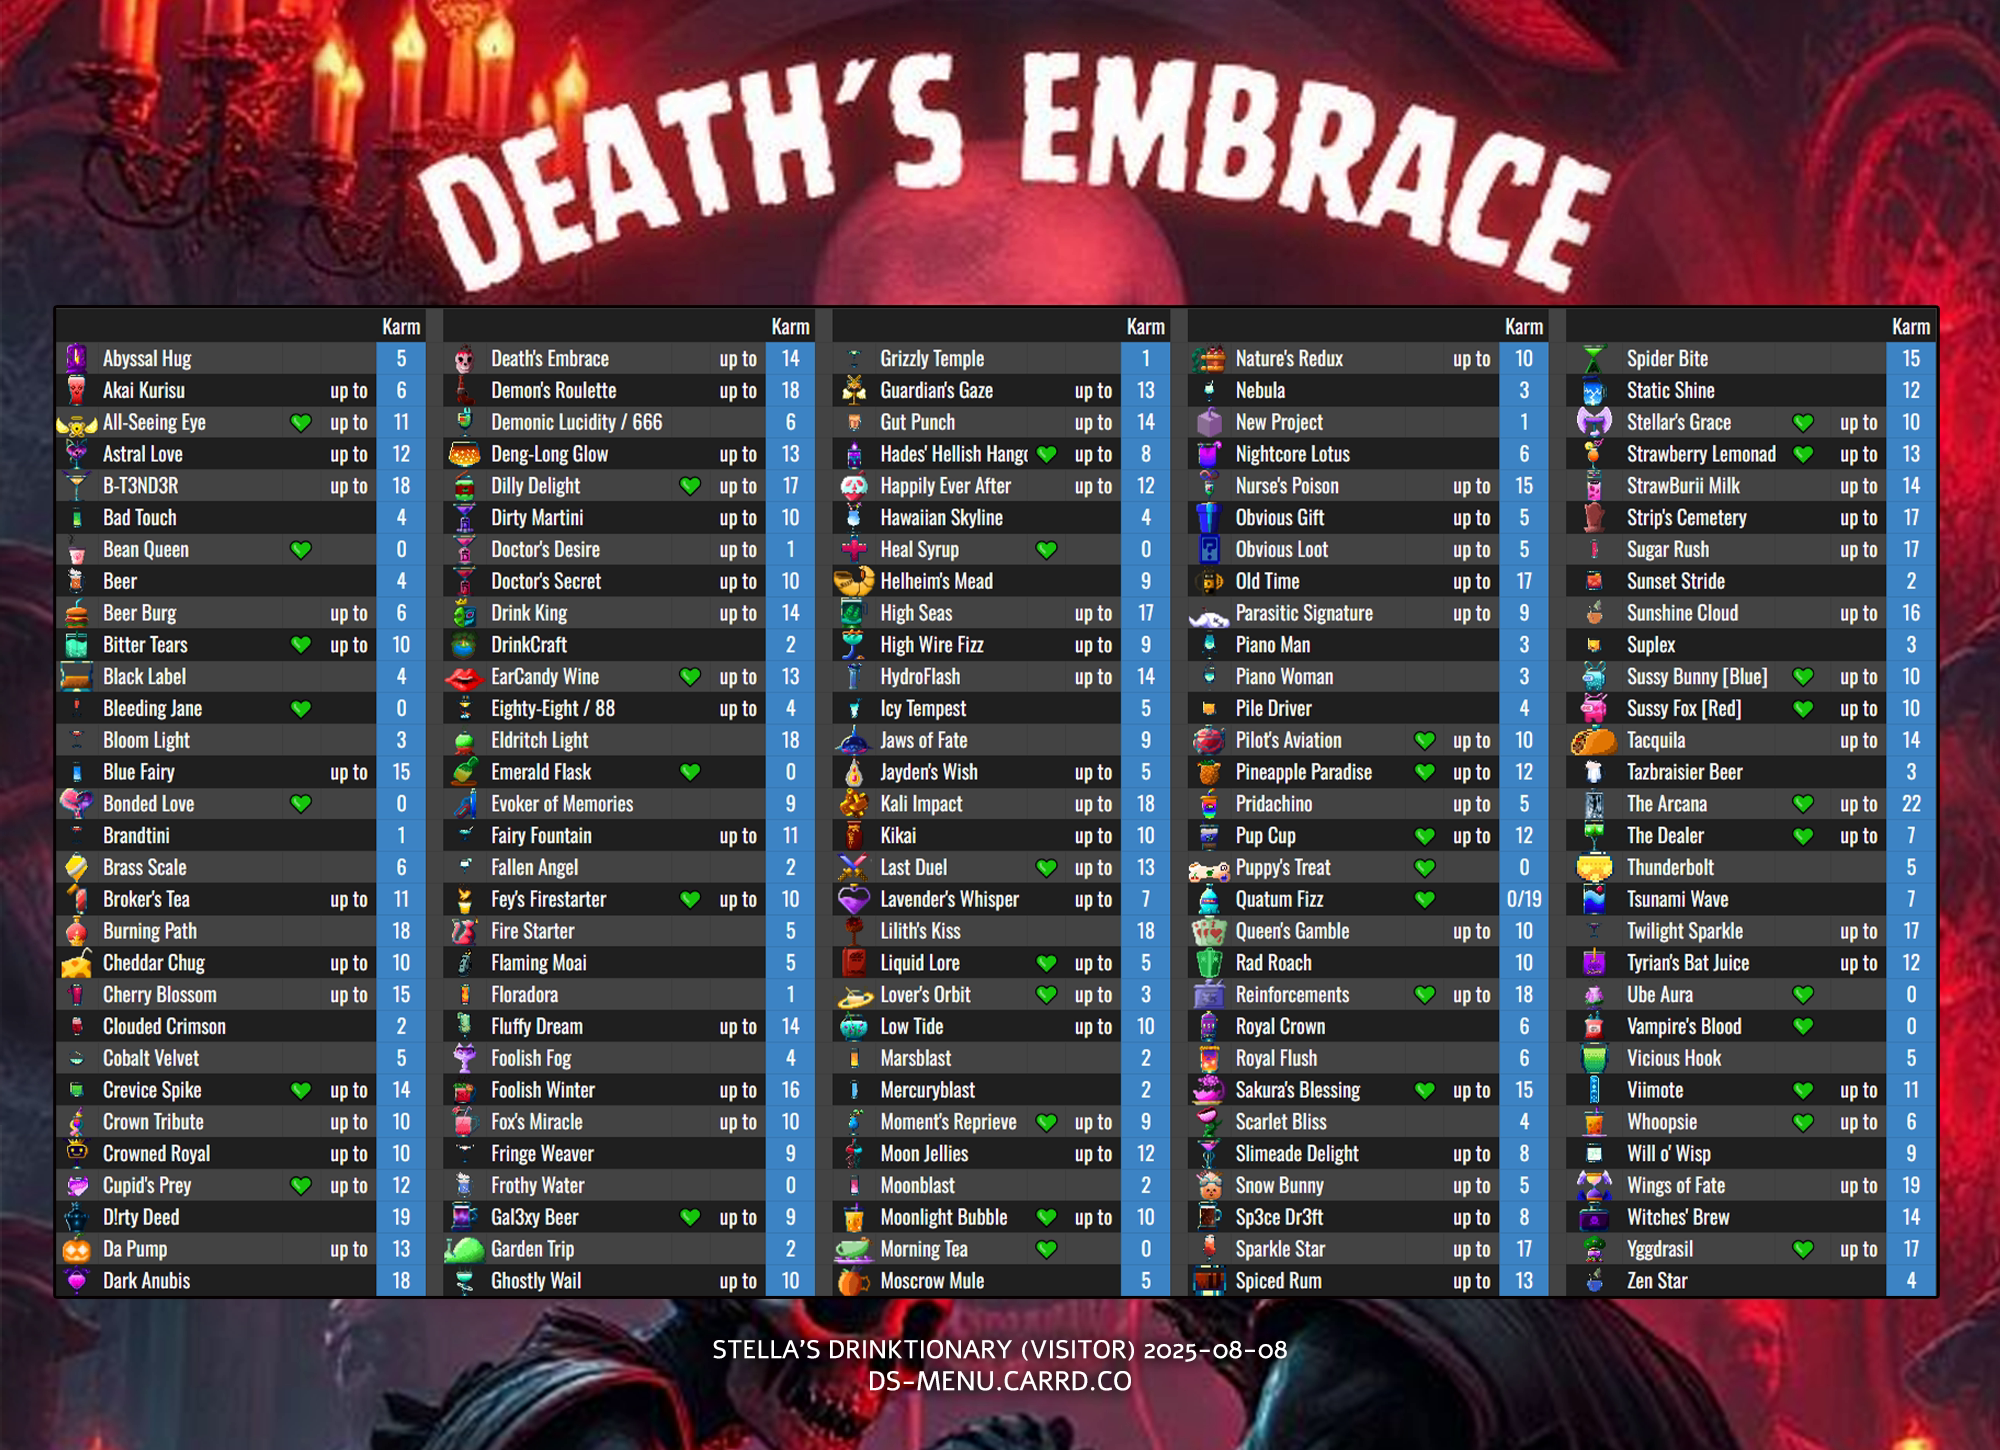 DEATH'S EMBRACE
Karm
Abyssal Hug 5
Akai Kurisu up to 6
All-Seeing Eye up to 11
Astral Love up to 12
B-T3ND3R up to 18
Bad Touch 4
Bean Queen 0
Beer 4
Beer Burg up to 6
Bitter Tears up to 10
Black Label 4
Bleeding Jane 0
Bloom Light 3
Blue Fairy up to 15
Bonded Love 0
Brandtini 1
Brass Scale 6
Broker's Tea up to 11
Burning Path 18
Cheddar Chug up to 10
Cherry Blossom up to 15
Clouded Crimson 2
Cobalt Velvet 5
Crevice Spike up to 14
Crown Tribute up to 10
Crowned Royal up to 10
Cupid's Prey up to 12
D!rty Deed 19
Da Pump up to 13
Dark Anubis 18
Karm
Death's Embrace up to 14
Demon's Roulette up to 18
Demonic Lucidity / 666 6
Deng-Long Glow up to 13
Dilly Delight up to 17
Dirty Martini up to 10
Doctor's Desire up to 1
Doctor's Secret up to 10
Drink King up to 14
DrinkCraft 2
EarCandy Wine up to 13
Eighty-Eight / 88 up to 4
Eldritch Light 18
Emerald Flask 0
Evoker of Memories 9
Fairy Fountain up to 11
Fallen Angel 2
Fey's Firestarter up to 10
Fire Starter 5
Flaming Moai 5
Floradora 1
Fluffy Dream up to 14
Foolish Fog 4
Foolish Winter up to 16
Fox's Miracle up to 10
Fringe Weaver 9
Frothy Water 0
Gal3xy Beer up to 9
Garden Trip 2
Ghostly Wail up to 10
Karm
Grizzly Temple 1
Guardian's Gaze up to 13
Gut Punch up to 14
Hades' Hellish Hang up to 8
Happily Ever After up to 12
Hawaiian Skyline 4
Heal Syrup 0
Helheim's Mead 9
High Seas up to 17
High Wire Fizz up to 9
HydroFlash up to 14
Icy Tempest 5
Jaws of Fate 9
Jayden's Wish up to 5
Kali Impact up to 18
Kikai up to 10
Last Duel up to 13
Lavender's Whisper up to 7
Lilith's Kiss 18
Liquid Lore up to 5
Lover's Orbit up to 3
Low Tide up to 10
Marsblast 2
Mercuryblast 2
Moment's Reprieve up to 9
Moon Jellies up to 12
Moonblast 2
Moonlight Bubble up to 10
Morning Tea 0
Moscrow Mule 5
Karm
Nature's Redux up to 10
Nebula 3
New Project 1
Nightcore Lotus 6
Nurse's Poison up to 15
Obvious Gift up to 5
Obvious Loot up to 5
Old Time up to 17
Parasitic Signature up to 9
Piano Man 3
Piano Woman 3
Pile Driver 4
Pilot's Aviation up to 10
Pineapple Paradise up to 12
Pridachino up to 5
Pup Cup up to 12
Puppy's Treat 0
Quatum Fizz 0/19
Queen's Gamble up to 10
Rad Roach 10
Reinforcements up to 18
Royal Crown 6
Royal Flush 6
Sakura's Blessing up to 15
Scarlet Bliss 4
Slimeade Delight up to 8
Snow Bunny up to 5
Sp3ce Dr3ft up to 8
Sparkle Star up to 17
Spiced Rum up to 13
Karm
Spider Bite 15
Static Shine 12
Stellar's Grace up to 10
Strawberry Lemonad up to 13
StrawBurii Milk up to 14
Strip's Cemetery up to 17
Sugar Rush up to 17
Sunset Stride 2
Sunshine Cloud up to 16
Suplex 3
Sussy Bunny [Blue] up to 10
Sussy Fox [Red] up to 10
Tacquila up to 14
Tazbraisier Beer 3
The Arcana up to 22
The Dealer up to 7
Thunderbolt 5
Tsunami Wave 7
Twilight Sparkle up to 17
Tyrian's Bat Juice up to 12
Ube Aura 0
Vampire's Blood 0
Vicious Hook 5
Viimote up to 11
Whoopsie up to 6
Will o' Wisp 9
Wings of Fate up to 19
Witches' Brew 14
Yggdrasil up to 17
Zen Star 4
STELLA'S DRINKTIONARY (VISITOR) 2025-08-08
DS-MENU.CARRD.CO